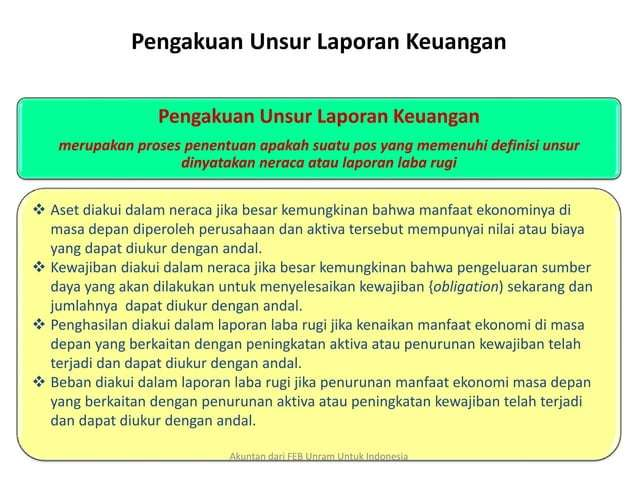 Pengakuan Unsur Laporan Keuangan
Pengakuan Unsur Laporan Keuangan
merupakan proses penentuan apakah suatu pos yang memenuhi definisi unsur
dinyatakan neraca atau laporan laba rugi
❖ Aset diakui dalam neraca jika besar kemungkinan bahwa manfaat ekonominya di
masa depan diperoleh perusahaan dan aktiva tersebut mempunyai nilai atau biaya
yang dapat diukur dengan andal.
❖ Kewajiban diakui dalam neraca jika besar kemungkinan bahwa pengeluaran sumber
daya yang akan dilakukan untuk menyelesaikan kewajiban {obligation) sekarang dan
jumlahnya dapat diukur dengan andal.
❖ Penghasilan diakui dalam laporan laba rugi jika kenaikan manfaat ekonomi di masa
depan yang berkaitan dengan peningkatan aktiva atau penurunan kewajiban telah
terjadi dan dapat diukur dengan andal.
❖ Beban diakui dalam laporan laba rugi jika penurunan manfaat ekonomi masa depan
yang berkaitan dengan penurunan aktiva atau peningkatan kewajiban telah terjadi
dan dapat diukur dengan andal.
Akuntan dari FEB Unram Untuk Indonesia